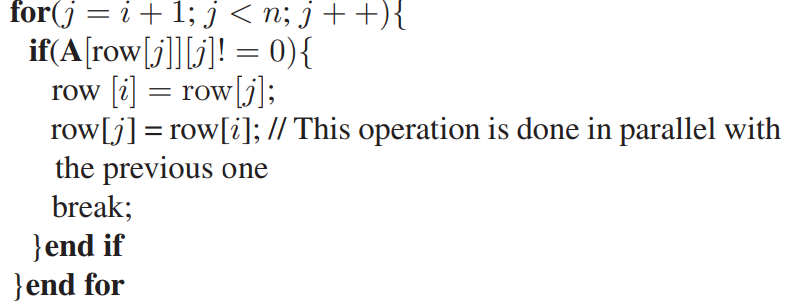 for(j = i + 1; j < n; j + +){
if(A[row[j]][j]! = 0){
row [i] = row[j];
row[j] = row[i]; // This operation is done in parallel with
the previous one
break;
}end if
}end for